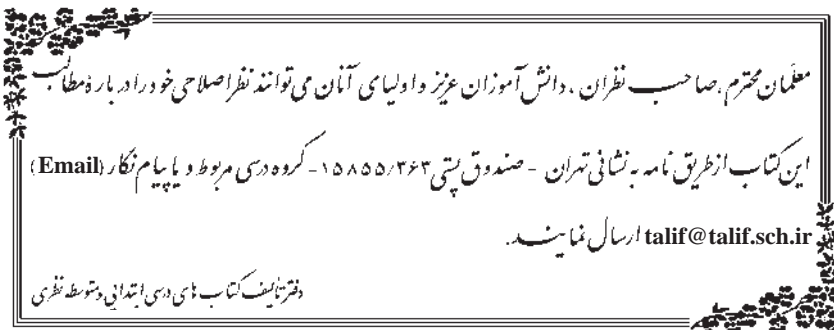 معلّمان محترم، صاحب نظران، دانش‌آموزان عزیز و اولیای آنان می‌توانند نظر اصلاحی خود را دربارهٔ مطالب
این کتاب از طریق نامه به نشانی تهران - صندوق پستی ۱۵۸۵۵/۳۶۳ - گروه درسی مربوط و یا پیام نگار (Email)
talif@talif.sch.ir ارسال نمایند.
دفتر تألیف کتاب‌های درسی ابتدایی و متوسطه نظری